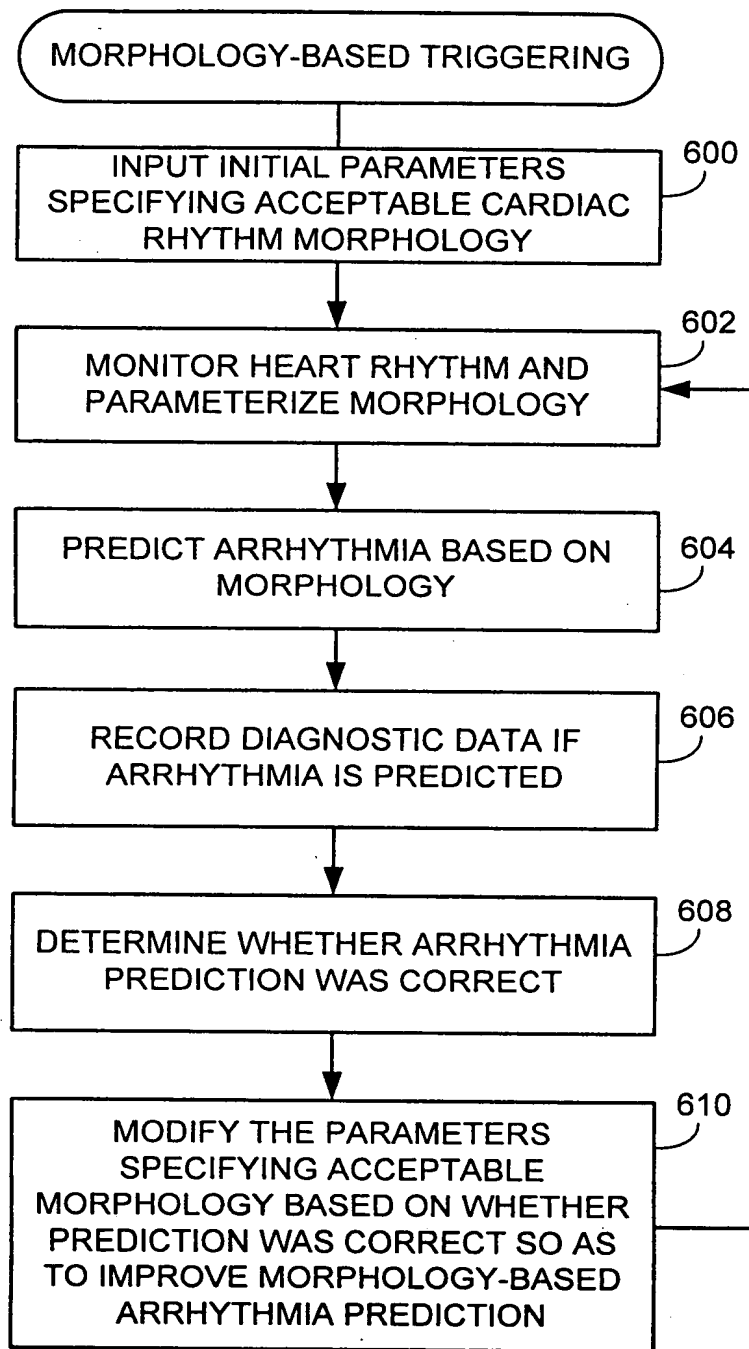 MORPHOLOGY-BASED TRIGGERING
600
INPUT INITIAL PARAMETERS
SPECIFYING ACCEPTABLE CARDIAC
RHYTHM MORPHOLOGY
602
MONITOR HEART RHYTHM AND
PARAMETERIZE MORPHOLOGY
604
PREDICT ARRHYTHMIA BASED ON
MORPHOLOGY
606
RECORD DIAGNOSTIC DATA IF
ARRHYTHMIA IS PREDICTED
608
DETERMINE WHETHER ARRHYTHMIA
PREDICTION WAS CORRECT
610
MODIFY THE PARAMETERS
SPECIFYING ACCEPTABLE
MORPHOLOGY BASED ON WHETHER
PREDICTION WAS CORRECT SO AS
TO IMPROVE MORPHOLOGY-BASED
ARRHYTHMIA PREDICTION